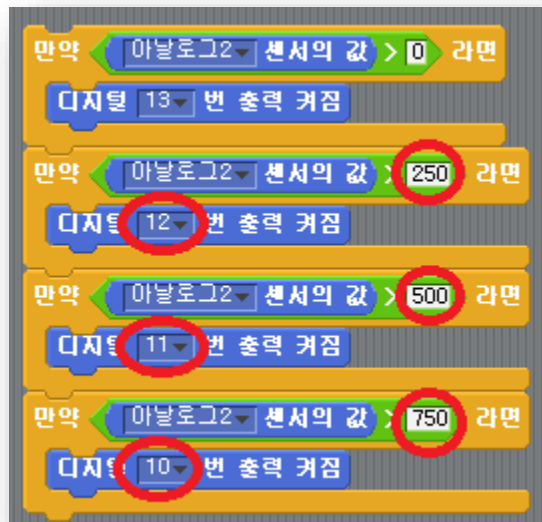 만약 아날로그2 센서의 값 > 0 라면
디지털 13 번 출력 켜짐
만약 아날로그2 센서의 값 > 250 라면
디지털 12 번 출력 켜짐
만약 아날로그2 센서의 값 > 500 라면
디지털 11 번 출력 켜짐
만약 아날로그2 센서의 값 > 750 라면
디지털 10 번 출력 켜짐